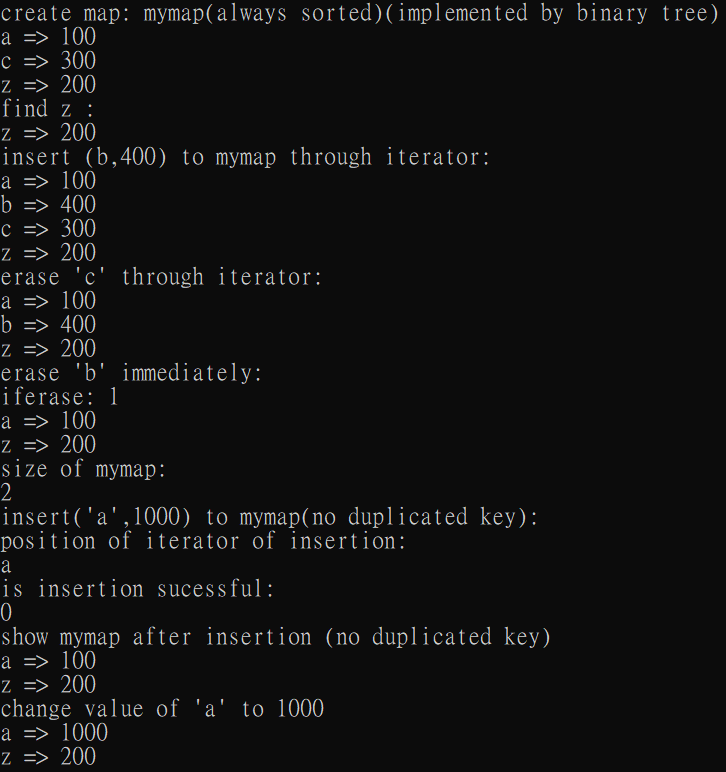 create map: mymap(always sorted)(implemented by binary tree)
a => 100
c => 300
z => 200
find z :
z => 200
insert (b,400) to mymap through iterator:
a => 100
b => 400
c => 300
z => 200
erase 'c' through iterator:
a => 100
b => 400
z => 200
erase 'b' immediately:
iferase: 1
a => 100
z => 200
size of mymap:
2
insert('a',1000) to mymap(no duplicated key):
position of iterator of insertion:
a
is insertion sucessful:
0
show mymap after insertion (no duplicated key)
a => 100
z => 200
change value of 'a' to 1000
a => 1000
z => 200